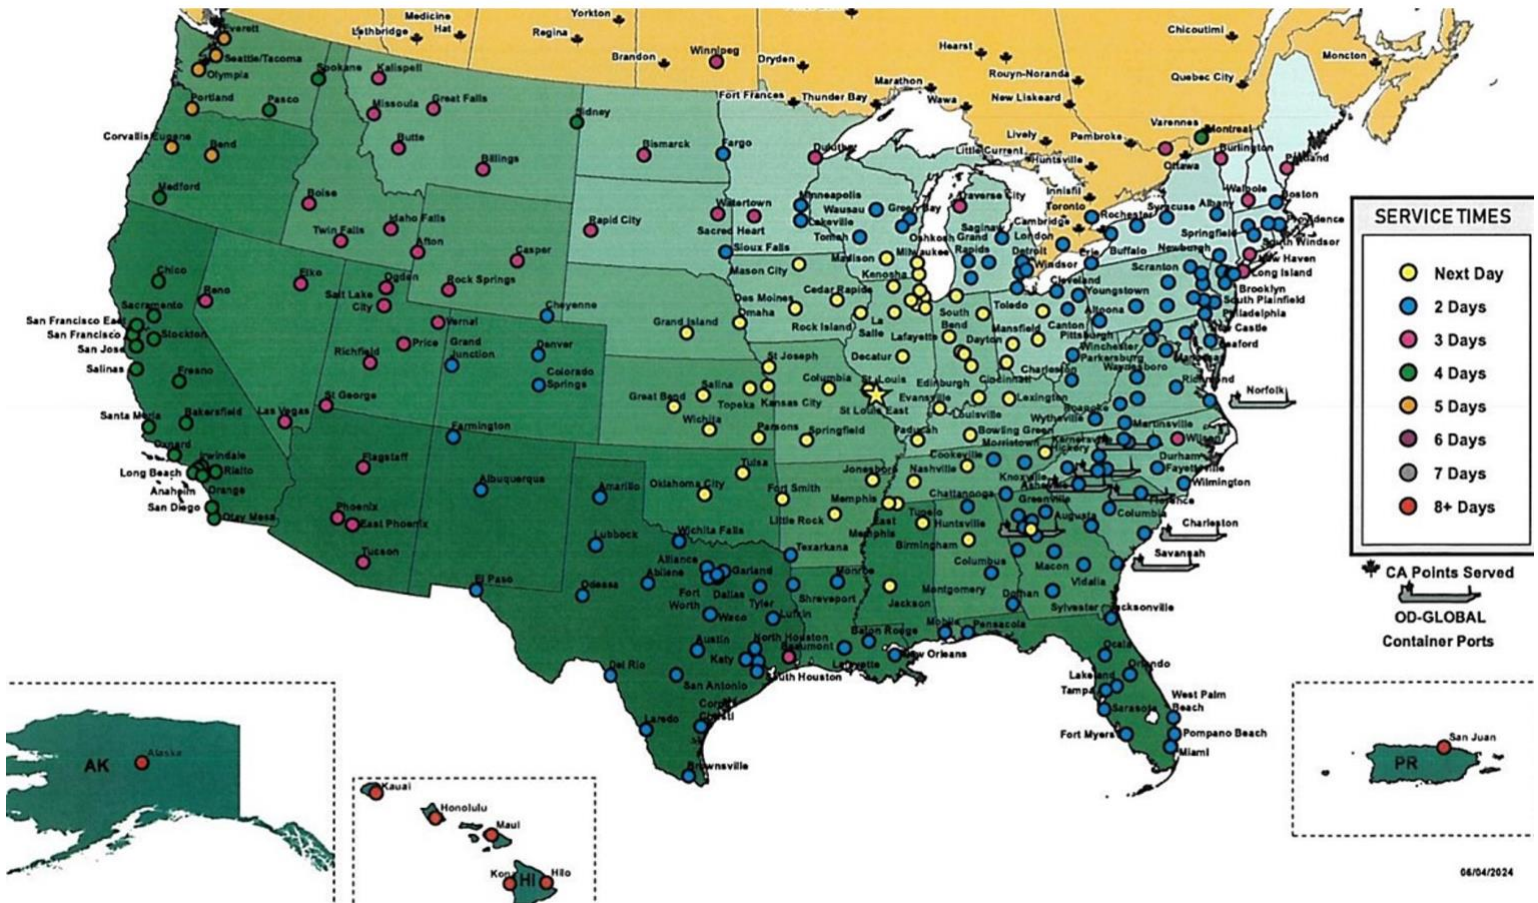 Yorkton
Medicine
Hat
Lethbridge
Regina
Brandon
Winnipeg
Dryden
Hearst
Chicoutimi
Moncton
Rouyn-Noranda
Quebec City
Marathon
Fort Frances
Thunder Bay
Wawa
New Liskeard
Lively
Pembroke
Varennes
Montreal
Little Current
Huntsville
Ottawa
Innisfil
Toronto
Cambridge
London
Windsor
Everett
Seattle/Tacoma
Olympia
Spokane
Kalispell
Portland
Pasco
Missoula
Great Falls
Sidney
Corvallis/Eugene
Bend
Butte
Bismarck
Fargo
Duluth
Billings
Medford
Boise
Idaho Falls
Twin Falls
Afton
Rapid City
Watertown
Sacred Heart
Minneapolis
Lakeville
Wausau
Green Bay
Traverse City
Burlington
Portland
Walpole
Boston
Casper
Sioux Falls
Tomah
Oshkosh
Grand
Rapids
Saginaw
Detroit
Rochester
Syracuse
Albany
Buffalo
Erie
Springfield
Providence
South Windsor
New Haven
Long Island
Newburgh
Scranton
Brooklyn
South Plainfield
Philadelphia
New Castle
Seaford
Chico
Reno
Elko
Ogden
Salt Lake
City
Rock Springs
Cheyenne
Mason City
Madison
Milwaukee
Kenosha
Cedar Rapids
Des Moines
Omaha
Rock Island
La
Salle
Lafayette
South
Bend
Toledo
Cleveland
Youngstown
Altoona
Canton
Pittsburgh
Mansfield
Dayton
Sacramento
San Francisco East
San Francisco
Stockton
San Jose
Salinas
Fresno
Vernal
Price
Grand
Junction
Richfield
Denver
Colorado
Springs
Grand Island
St Joseph
Decatur
Columbia
St Louis
St Louis East
Edinburgh
Evansville
Cincinnati
Charleston
Parkersburg
Winchester
Waynesboro
Richmond
Norfolk
Santa Maria
Bakersfield
Las Vegas
St George
Salina
Great Bend
Topeka
Kansas City
Wichita
Parsons
Springfield
Paducah
Louisville
Lexington
Bowling Green
Morristown
Wytheville
Roanoke
Martinsville
Kernersville
Wilson
Durham
Fayetteville
Wilmington
Oxnard
Irwindale
Rialto
Long Beach
Anaheim
Orange
San Diego
Otay Mesa
Farmington
Flagstaff
Albuquerque
Phoenix
East Phoenix
Tucson
Amarillo
Tulsa
Oklahoma City
Fort Smith
Jonesboro
Nashville
Cookeville
Knoxville
Hickory
Asheville
Greenville
Chattanooga
Florence
Columbia
Charleston
Savannah
Augusta
Memphis
East
Memphis
Little Rock
Tupelo
Huntsville
Birmingham
Lubbock
Wichita Falls
Texarkana
El Paso
Odessa
Abilene
Alliance
Garland
Fort
Worth
Dallas
Tyler
Waco
Lufkin
Shreveport
Monroe
Jackson
Columbus
Montgomery
Macon
Vidalia
Dothan
Sylvester
Jacksonville
Austin
North Houston
Katy
Beaumont
South Houston
Baton Rouge
Lafayette
New Orleans
Mobile
Pensacola
Del Rio
San Antonio
Corpus
Christi
Laredo
Brownsville
Ocala
Orlando
Lakeland
Tampa
Sarasota
West Palm
Beach
Fort Myers
Pompano Beach
Miami
AK
Alaska
Kauai
Honolulu
Maui
Kona
HI
Hilo
San Juan
PR
SERVICE TIMES
Next Day
2 Days
3 Days
4 Days
5 Days
6 Days
7 Days
8+ Days
CA Points Served
OD-GLOBAL
Container Ports
06/04/2024